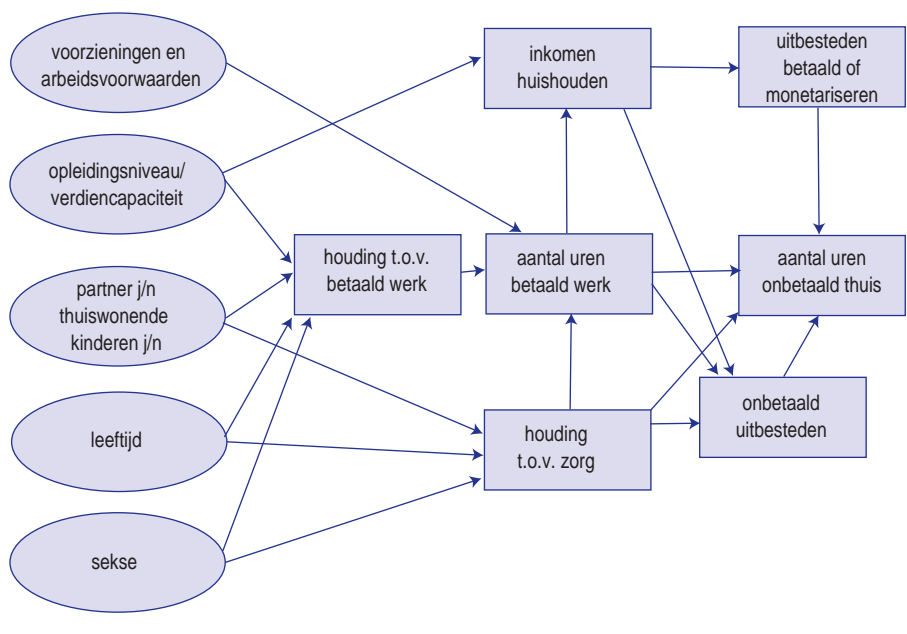 voorzieningen en
arbeidsvoorwaarden
opleidingsniveau/
verdiencapaciteit
partner j/n
thuiswonende
kinderen j/n
leeftijd
sekse
houding t.o.v.
betaald werk
inkomen
huishouden
aantal uren
betaald werk
houding
t.o.v. zorg
uitbesteden
betaald of
monetariseren
aantal uren
onbetaald thuis
onbetaald
uitbesteden